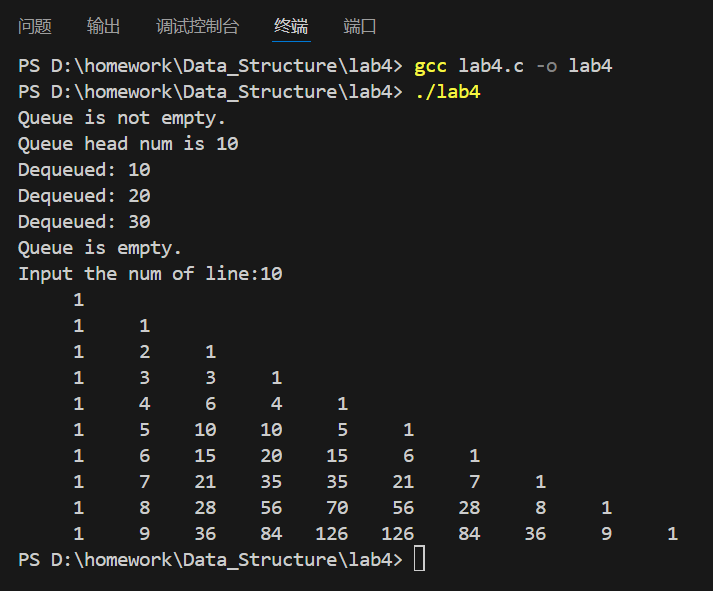 问题 输出 调试控制台 终端 端口
PS D:\homework\Data_Structure\lab4> gcc lab4.c -o lab4
PS D:\homework\Data_Structure\lab4> ./lab4
Queue is not empty.
Queue head num is 10
Dequeued: 10
Dequeued: 20
Dequeued: 30
Queue is empty.
Input the num of line:10
     1
     1     1
     1     2     1
     1     3     3     1
     1     4     6     4     1
     1     5    10    10     5     1
     1     6    15    20    15     6     1
     1     7    21    35    35    21     7     1
     1     8    28    56    70    56    28     8     1
     1     9    36    84   126   126    84    36     9     1
PS D:\homework\Data_Structure\lab4>